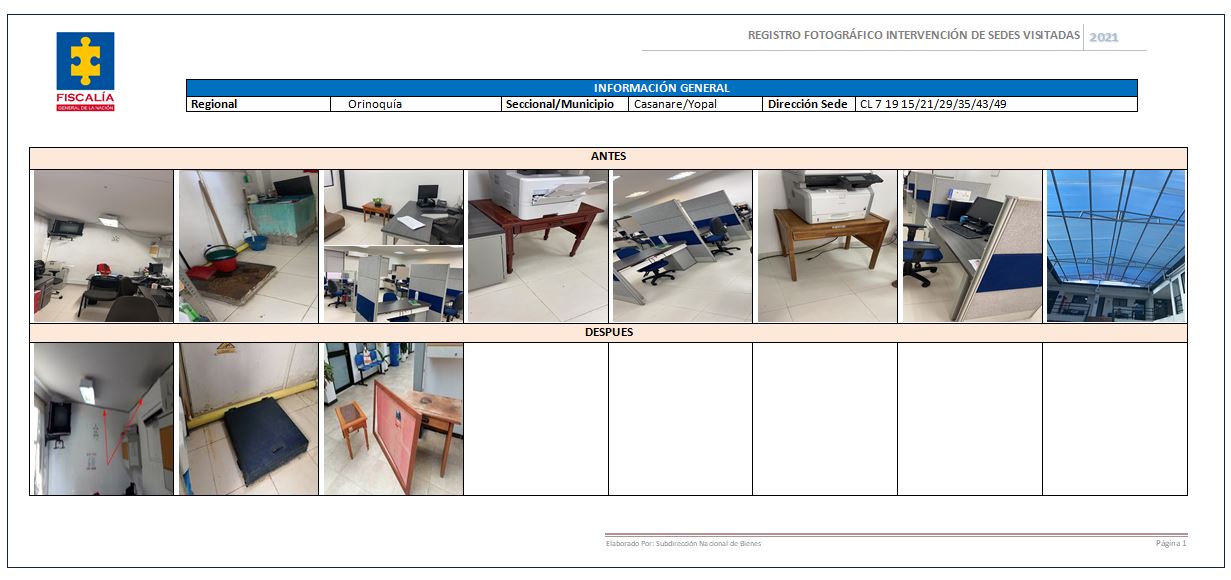 REGISTRO FOTOGRÁFICO INTERVENCIÓN DE SEDES VISITADAS 2021
FISCALÍA
GENERAL DE LA NACIÓN
INFORMACIÓN GENERAL
Regional Orinoquía Seccional/Municipio Casanare/Yopal Dirección Sede CL 7 19 15/21/29/35/43/49
ANTES
DESPUES
Elaborado Por: Subdirección Nacional de Bienes
Página 1